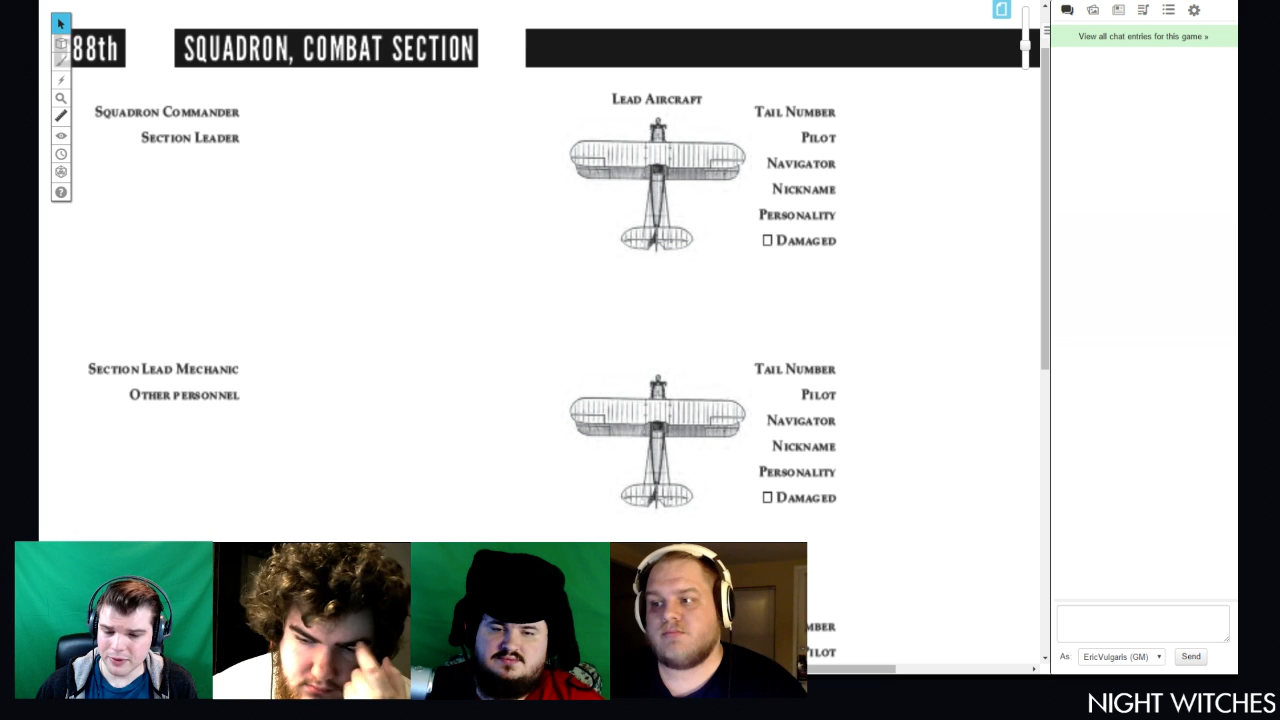 88th SQUADRON, COMBAT SECTION
View all chat entries for this game »
SQUADRON COMMANDER
SECTION LEADER
LEAD AIRCRAFT
TAIL NUMBER
PILOT
NAVIGATOR
NICKNAME
PERSONALITY
DAMAGED
SECTION LEAD MECHANIC
OTHER PERSONNEL
TAIL NUMBER
PILOT
NAVIGATOR
NICKNAME
PERSONALITY
DAMAGED
As: EricVulgaris (GM) Send
NIGHT WITCHES